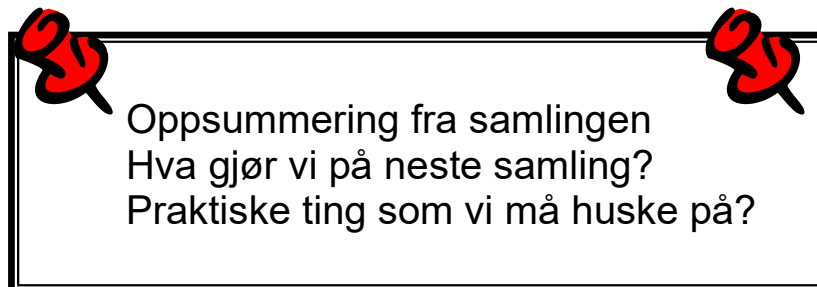 Oppsummering fra samlingen
Hva gjør vi på neste samling?
Praktiske ting som vi må huske på?